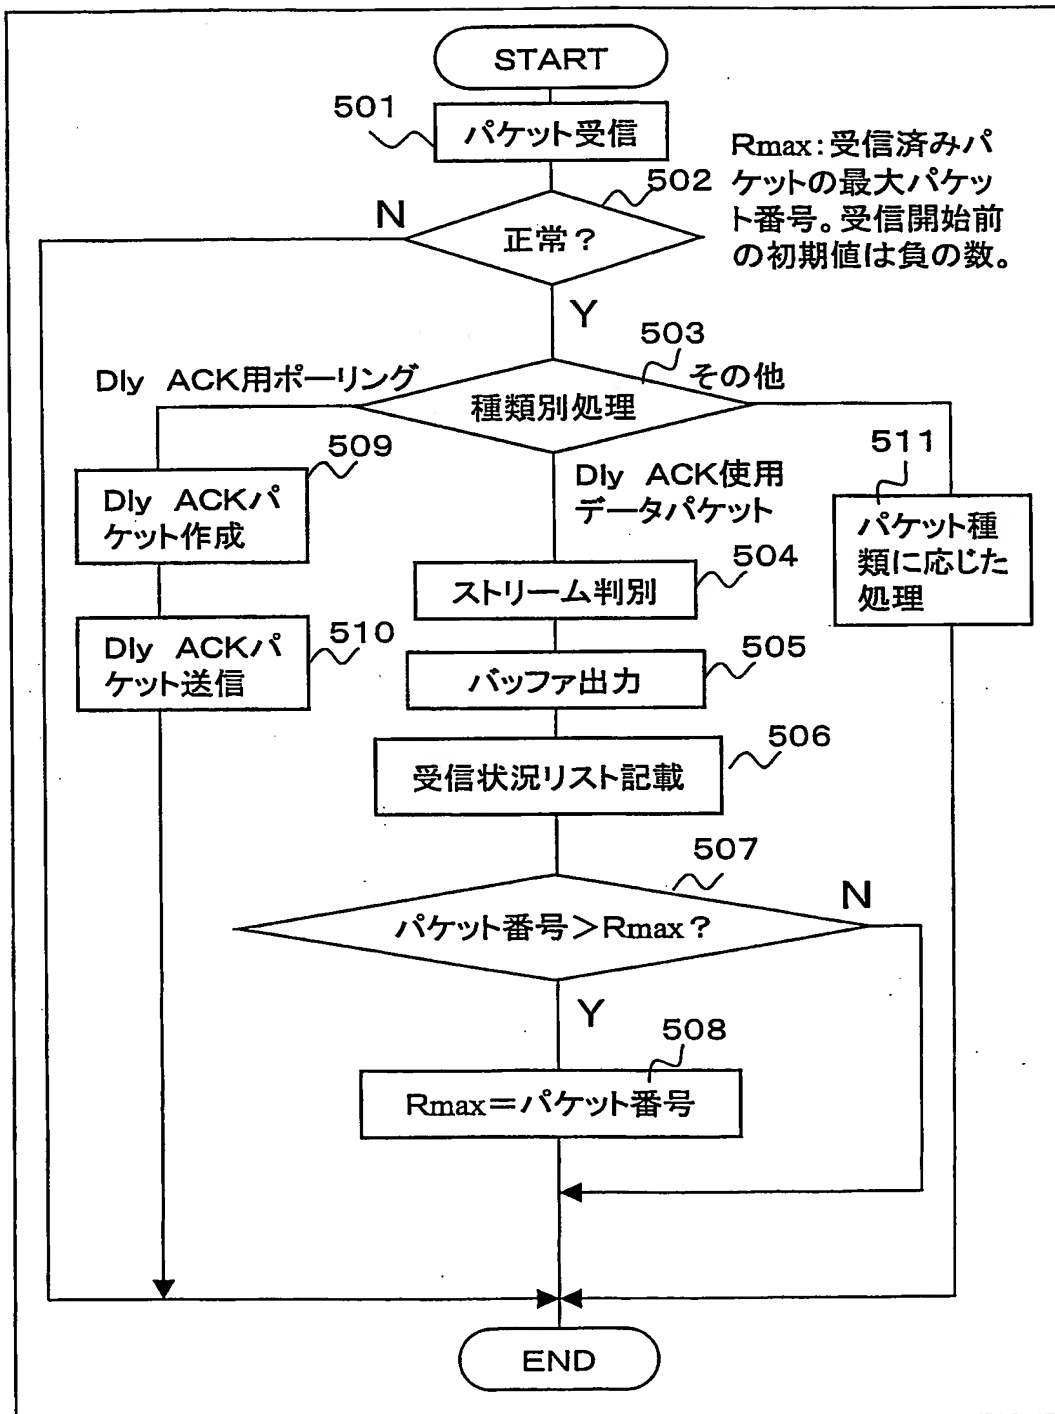 START
501
パケット受信
Rmax:受信済みパ
ケットの最大パケッ
ト番号。受信開始前
の初期値は負の数。
502
N
正常?
Y
503
Dly ACK用ポーリング
その他
種類別処理
509
Dly ACKパ
ケット作成
Dly ACK使用
データパケット
511
パケット種
類に応じた
処理
504
ストリーム判別
510
Dly ACKパ
ケット送信
505
バッファ出力
506
受信状況リスト記載
507
N
パケット番号>Rmax?
Y
508
Rmax=パケット番号
END